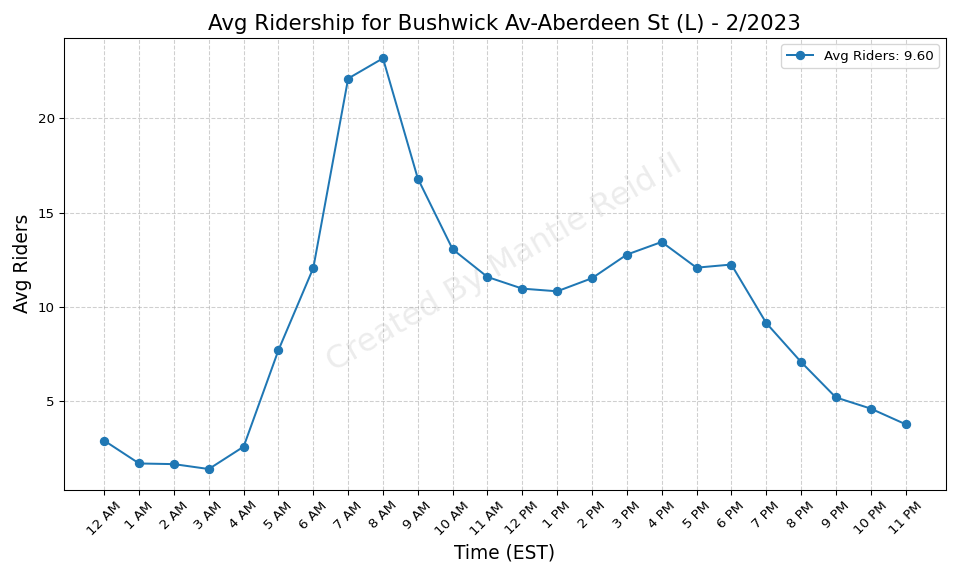 Avg Ridership for Bushwick Av-Aberdeen St (L) - 2/2023
Avg Riders: 9.60
20
15
10
5
Avg Riders
Created By Mantie Reid II
12 AM 1 AM 2 AM 3 AM 4 AM 5 AM 6 AM 7 AM 8 AM 9 AM 10 AM 11 AM 12 PM 1 PM 2 PM 3 PM 4 PM 5 PM 6 PM 7 PM 8 PM 9 PM 10 PM 11 PM
Time (EST)